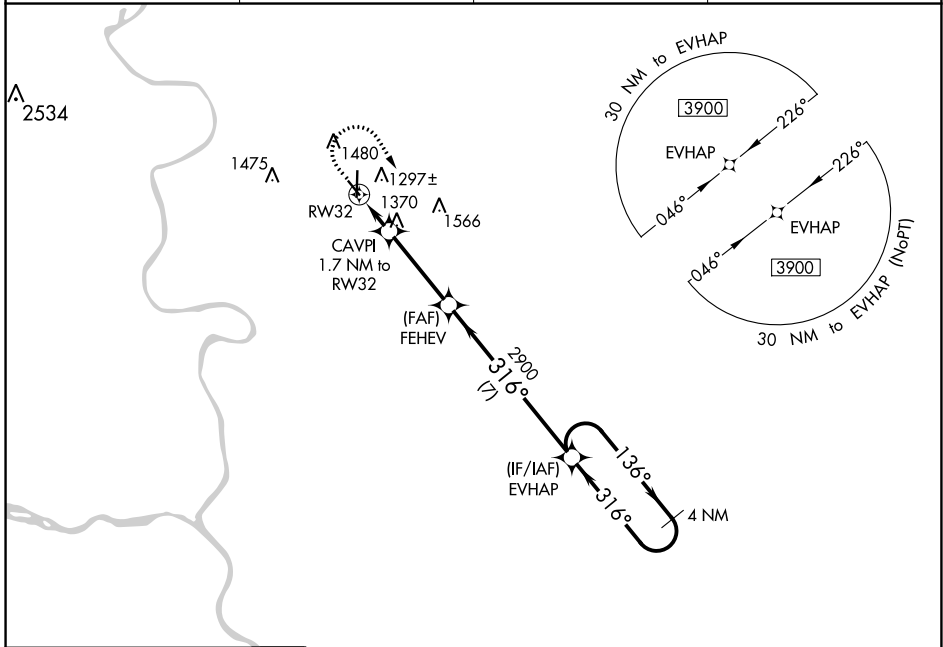 2534
1475
1480
1297±
1370
1566
RW32
CAVPI
1.7 NM to
RW32
(FAF)
FEHEV
2900
316°
(7)
(IF/IAF)
EVHAP
136°
316°
4 NM
30 NM to EVHAP
3900
226°
EVHAP
046°
226°
EVHAP
046°
3900
30 NM to EVHAP (NoPT)